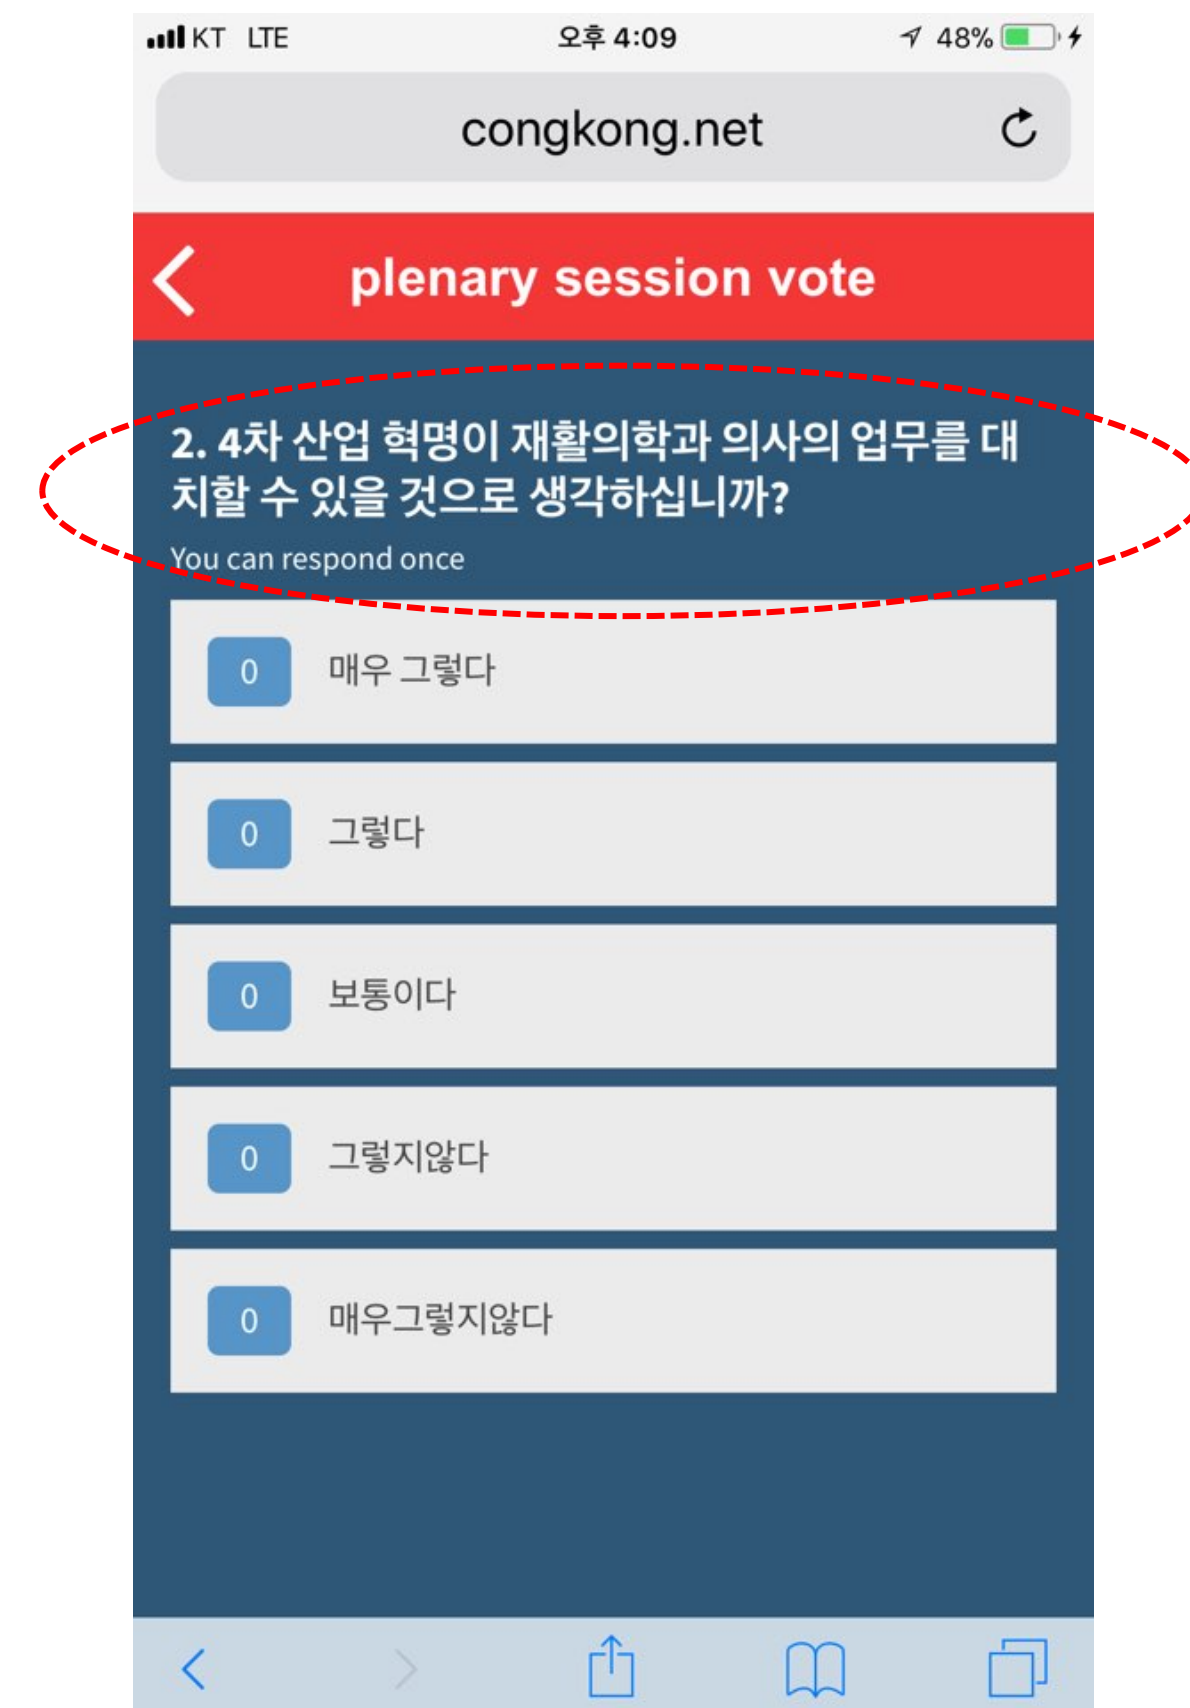 KT LTE 오후 4:09 48%
congkong.net
plenary session vote
2. 4차 산업 혁명이 재활의학과 의사의 업무를 대
치할 수 있을 것으로 생각하십니까?
You can respond once
0 매우 그렇다
0 그렇다
0 보통이다
0 그렇지않다
0 매우그렇지않다